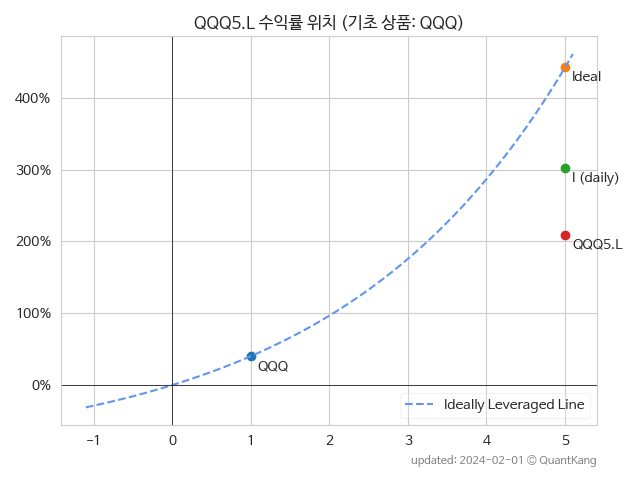 QQQ5.L 수익률 위치 (기초 상품: QQQ)
400%
300%
200%
100%
0%
Ideal
I (daily)
QQQ5.L
QQQ
Ideally Leveraged Line
−1 0 1 2 3 4 5
updated: 2024-02-01 © QuantKang